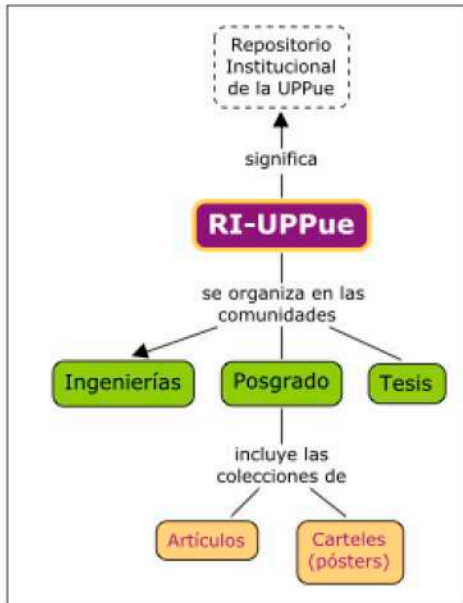 Repositorio
Institucional
de la UPPue
significa
RI-UPPue
se organiza en las
comunidades
Ingenierías
Posgrado
Tesis
incluye las
colecciones de
Artículos
Carteles
(pósters)